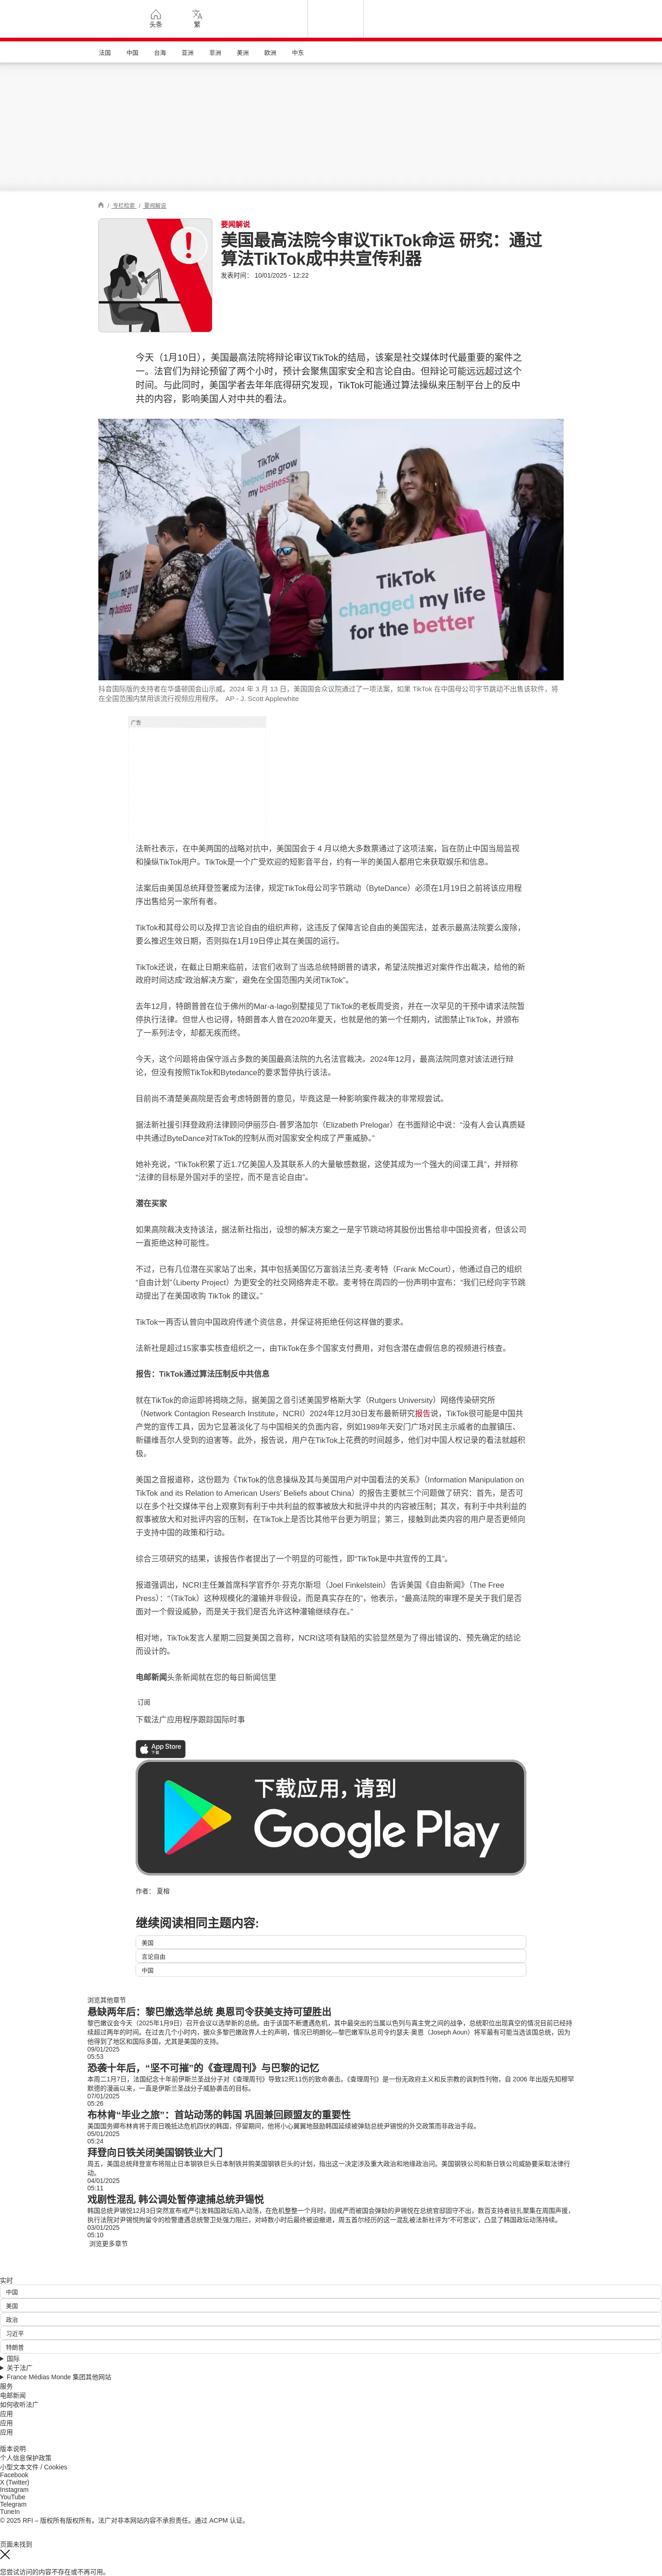 头条
繁
法国 中国 台海 亚洲 非洲 美洲 欧洲 中东
/ 专栏检索 / 要闻解说
要闻解说
美国最高法院今审议TikTok命运 研究：通过
算法TikTok成中共宣传利器
发表时间： 10/01/2025 - 12:22
今天（1月10日），美国最高法院将辩论审议TikTok的结局，该案是社交媒体时代最重要的案件之
一。法官们为辩论预留了两个小时，预计会聚焦国家安全和言论自由。但辩论可能远远超过这个
时间。与此同时，美国学者去年年底得研究发现，TikTok可能通过算法操纵来压制平台上的反中
共的内容，影响美国人对中共的看法。
TikTok
helped me grow
my business
TikTok
helped me grow
my business
TikTok
changed my life
for the better
抖音国际版的支持者在华盛顿国会山示威。2024 年 3 月 13 日，美国国会众议院通过了一项法案，如果 TikTok 在中国母公司字节跳动不出售该软件，将
在全国范围内禁用该流行视频应用程序。 AP - J. Scott Applewhite
广告
法新社表示，在中美两国的战略对抗中，美国国会于 4 月以绝大多数票通过了这项法案，旨在防止中国当局监视
和操纵TikTok用户。TikTok是一个广受欢迎的短影音平台，约有一半的美国人都用它来获取娱乐和信息。
法案后由美国总统拜登签署成为法律，规定TikTok母公司字节跳动（ByteDance）必须在1月19日之前将该应用程
序出售给另一家所有者。
TikTok和其母公司以及捍卫言论自由的组织声称，这违反了保障言论自由的美国宪法，並表示最高法院要么废除，
要么推迟生效日期，否则拟在1月19日停止其在美国的运行。
TikTok还说，在截止日期来临前，法官们收到了当选总统特朗普的请求，希望法院推迟对案件作出裁决，给他的新
政府时间达成“政治解决方案”，避免在全国范围内关闭TikTok”。
去年12月，特朗普曾在位于佛州的Mar-a-lago别墅接见了TikTok的老板周受资，并在一次罕见的干预中请求法院暂
停执行法律。但世人也记得，特朗普本人曾在2020年夏天，也就是他的第一个任期内，试图禁止TikTok，并颁布
了一系列法令，却都无疾而终。
今天，这个问题将由保守派占多数的美国最高法院的九名法官裁决。2024年12月，最高法院同意对该法进行辩
论，但没有按照TikTok和Bytedance的要求暂停执行该法。
目前尚不清楚美高院是否会考虑特朗普的意见，毕竟这是一种影响案件裁决的非常规尝试。
据法新社援引拜登政府法律顾问伊丽莎白-普罗洛加尔（Elizabeth Prelogar）在书面辩论中说：“没有人会认真质疑
中共通过ByteDance对TikTok的控制从而对国家安全构成了严重威胁。”
她补充说，“TikTok积累了近1.7亿美国人及其联系人的大量敏感数据，这使其成为一个强大的间谍工具”，并辩称
“法律的目标是外国对手的坚控，而不是言论自由”。
潜在买家
如果高院裁决支持该法，据法新社指出，设想的解决方案之一是字节跳动将其股份出售给非中国投资者，但该公司
一直拒绝这种可能性。
不过，已有几位潜在买家站了出来，其中包括美国亿万富翁法兰克·麦考特（Frank McCourt），他通过自己的组织
“自由计划”（Liberty Project）为更安全的社交网络奔走不歇。麦考特在周四的一份声明中宣布：“我们已经向字节跳
动提出了在美国收购 TikTok 的建议。”
TikTok一再否认曾向中国政府传递个资信息，并保证将拒绝任何这样做的要求。
法新社是超过15家事实核查组织之一，由TikTok在多个国家支付费用，对包含潜在虚假信息的视频进行核查。
报告：TikTok通过算法压制反中共信息
就在TikTok的命运即将揭晓之际，据美国之音引述美国罗格斯大学（Rutgers University）网络传染研究所
（Network Contagion Research Institute，NCRI）2024年12月30日发布最新研究报告说，TikTok很可能是中国共
产党的宣传工具，因为它显著淡化了与中国相关的负面内容，例如1989年天安门广场对民主示威者的血腥镇压、
新疆维吾尔人受到的迫害等。此外，报告说，用户在TikTok上花费的时间越多，他们对中国人权记录的看法就越积
极。
美国之音报道称，这份题为《TikTok的信息操纵及其与美国用户对中国看法的关系》（Information Manipulation on
TikTok and its Relation to American Users’ Beliefs about China）的报告主要就三个问题做了研究：首先，是否可
以在多个社交媒体平台上观察到有利于中共利益的叙事被放大和批评中共的内容被压制；其次，有利于中共利益的
叙事被放大和对批评内容的压制，在TikTok上是否比其他平台更为明显；第三，接触到此类内容的用户是否更倾向
于支持中国的政策和行动。
综合三项研究的结果，该报告作者提出了一个明显的可能性，即“TikTok是中共宣传的工具”。
报道强调出，NCRI主任兼首席科学官乔尔·芬克尔斯坦（Joel Finkelstein）告诉美国《自由新闻》（The Free
Press）：“（TikTok）这种规模化的灌输并非假设，而是真实存在的”，他表示，“最高法院的审理不是关于我们是否
面对一个假设威胁，而是关于我们是否允许这种灌输继续存在。”
相对地，TikTok发言人星期二回复美国之音称，NCRI这项有缺陷的实验显然是为了得出错误的、预先确定的结论
而设计的。
电邮新闻头条新闻就在您的每日新闻信里
订阅
下载法广应用程序跟踪国际时事
App Store
下载
下载应用，请到
Google Play
作者： 夏榕
继续阅读相同主题内容:
美国
言论自由
中国
浏览其他章节
悬缺两年后：黎巴嫩选举总统 奥恩司令获美支持可望胜出
黎巴嫩议会今天（2025年1月9日）召开会议以选举新的总统。由于该国不断遭遇危机，其中最突出的当属以色列与真主党之间的战争，总统职位出现真空的情况目前已经持
续超过两年的时间。在过去几个小时内，据众多黎巴嫩政界人士的声明，情况已明朗化—黎巴嫩军队总司令约瑟夫·奥恩（Joseph Aoun）将军最有可能当选该国总统，因为
他得到了地区和国际多国，尤其是美国的支持。
09/01/2025
05:53
恐袭十年后，“坚不可摧”的《查理周刊》与巴黎的记忆
本周二1月7日，法国纪念十年前伊斯兰圣战分子对《查理周刊》导致12死11伤的致命袭击。《查理周刊》是一份无政府主义和反宗教的讽刺性刊物，自 2006 年出版先知穆罕
默德的漫画以来，一直是伊斯兰圣战分子威胁袭击的目标。
07/01/2025
05:26
布林肯“毕业之旅”：首站动荡的韩国 巩固兼回顾盟友的重要性
美国国务卿布林肯将于周日晚抵达危机四伏的韩国，停留期间，他将小心翼翼地鼓励韩国延续被弹劾总统尹锡悦的外交政策而非政治手段。
05/01/2025
05:24
拜登向日铁关闭美国钢铁业大门
周五，美国总统拜登宣布将阻止日本钢铁巨头日本制铁并购美国钢铁巨头的计划，指出这一决定涉及重大政治和地缘政治问。美国钢铁公司和新日铁公司威胁要采取法律行
动。
04/01/2025
05:11
戏剧性混乱 韩公调处暂停逮捕总统尹锡悦
韩国总统尹锡悦12月3日突然宣布戒严引发韩国政坛陷入动荡，在危机整整一个月时，因戒严而被国会弹劾的尹锡悦在总统官邸固守不出，数百支持者驻扎聚集在周围声援，
执行法院对尹锡悦拘留令的检警遭遇总统警卫处强力阻拦，对峙数小时后最终被迫撤退，周五首尔经历的这一混乱被法新社评为“不可思议”，凸显了韩国政坛动荡持续。
03/01/2025
05:10
浏览更多章节
实时
中国
美国
政治
习近平
特朗普
国际
关于法广
France Médias Monde 集团其他网站
服务
电邮新闻
如何收听法广
应用
应用
应用
版本说明
个人信息保护政策
小型文本文件 / Cookies
Facebook
X (Twitter)
Instagram
YouTube
Telegram
TuneIn
© 2025 RFI – 版权所有版权所有。法广对非本网站内容不承担责任。通过 ACPM 认证。
页面未找到
您尝试访问的内容不存在或不再可用。